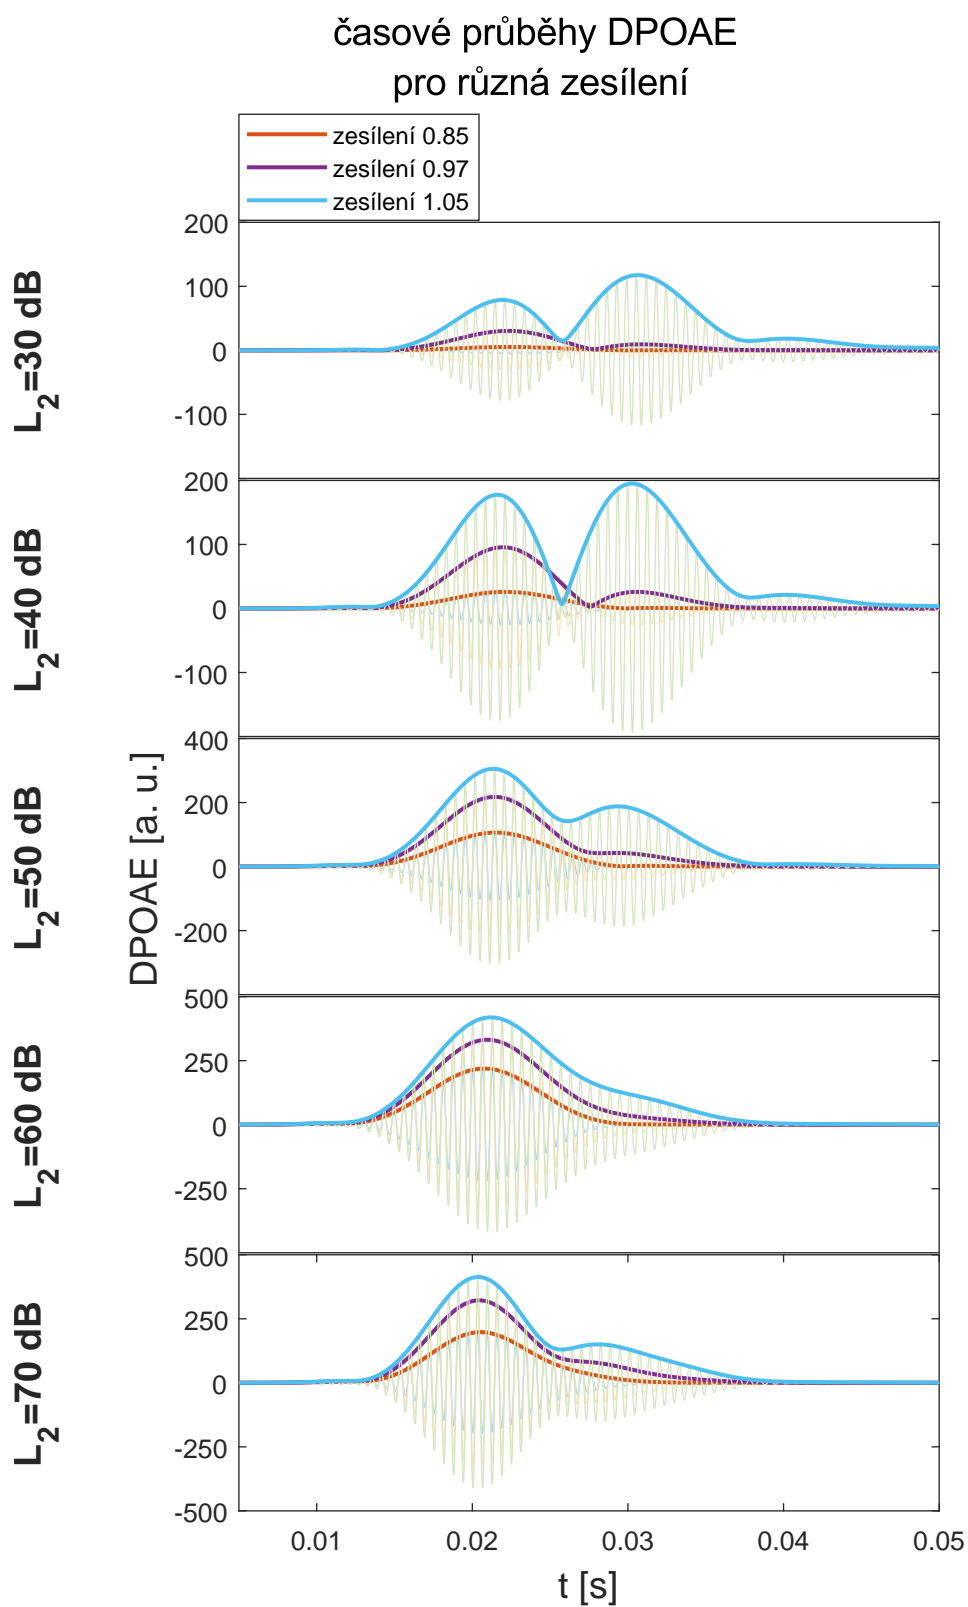 časové průběhy DPOAE
pro různá zesílení
zesílení 0.85
zesílení 0.97
zesílení 1.05
L2=30 dB
200
100
0
-100
L2=40 dB
200
100
0
-100
DPOAE [a. u.]
L2=50 dB
400
200
0
-200
L2=60 dB
500
250
0
-250
L2=70 dB
500
250
0
-250
-500
0.01 0.02 0.03 0.04 0.05
t [s]